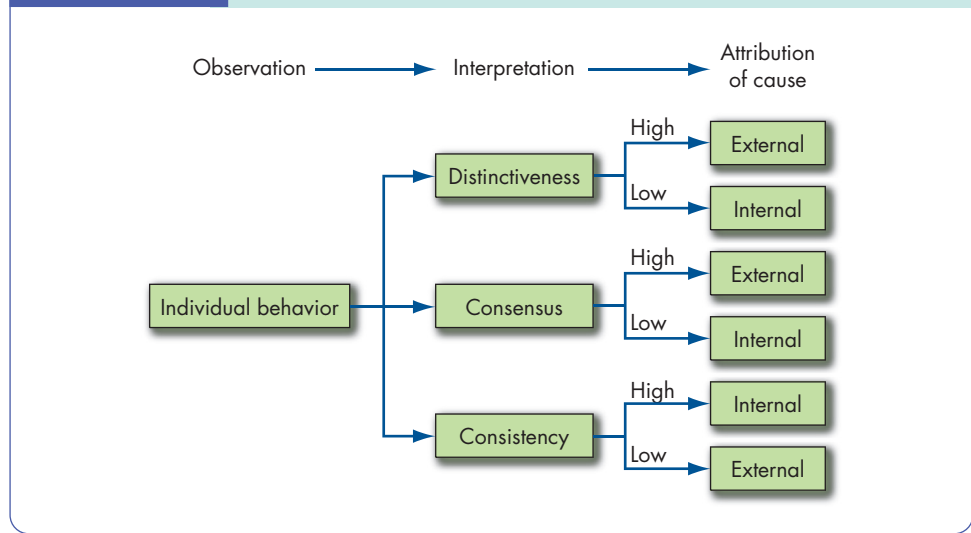 Observation
Interpretation
Attribution
of cause
High
External
Distinctiveness
Low
Internal
High
External
Individual behavior
Consensus
Low
Internal
High
Internal
Consistency
Low
External